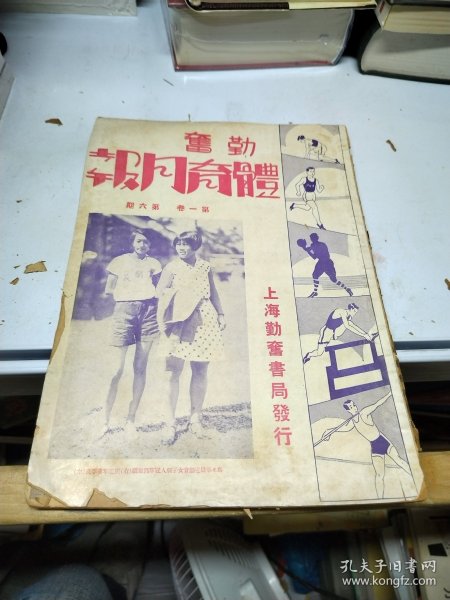 勤奮
體育月報
第一卷 第六期
上海勤奮書局發行
孔夫子旧书网
www.kongfz.com